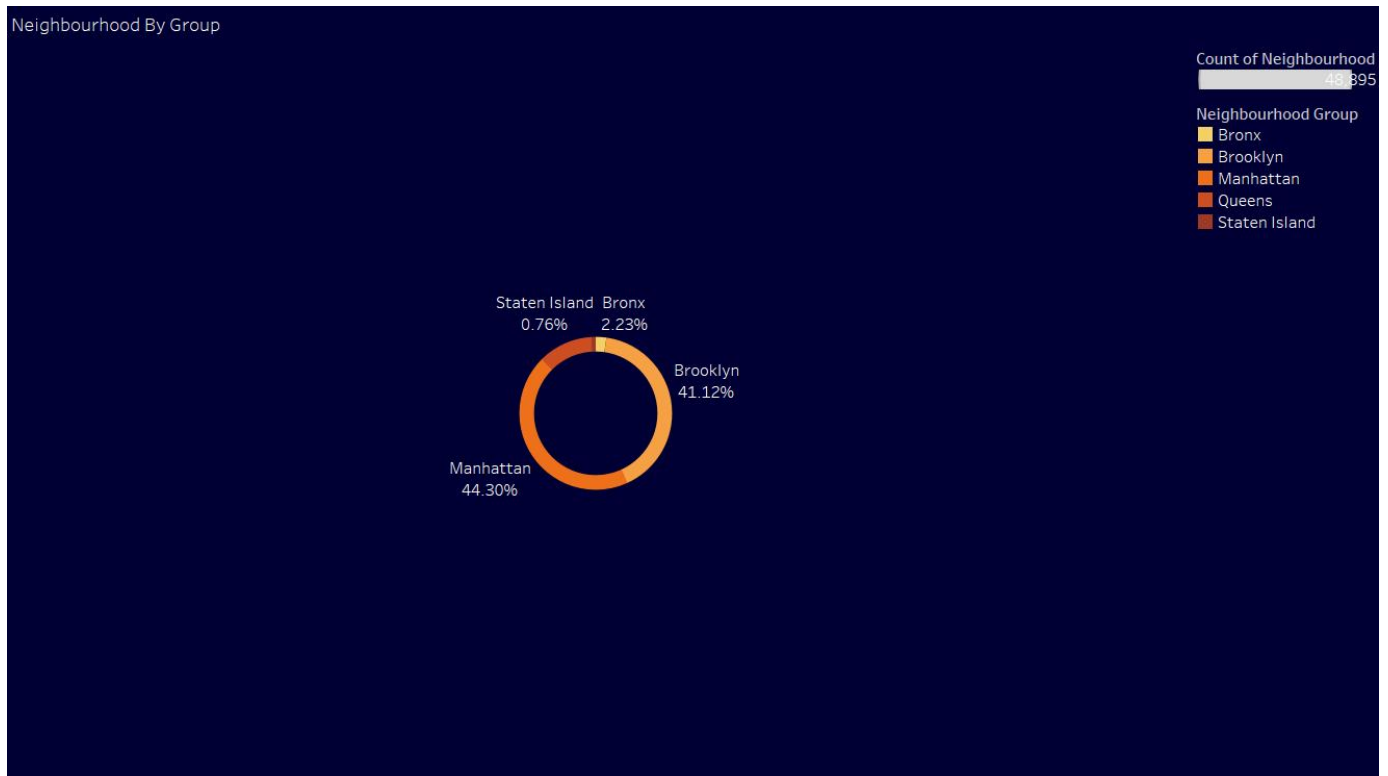 Neighbourhood By Group
Count of Neighbourhood
48,895
Neighbourhood Group
Bronx
Brooklyn
Manhattan
Queens
Staten Island
Staten Island
0.76%
Bronx
2.23%
Brooklyn
41.12%
Manhattan
44.30%